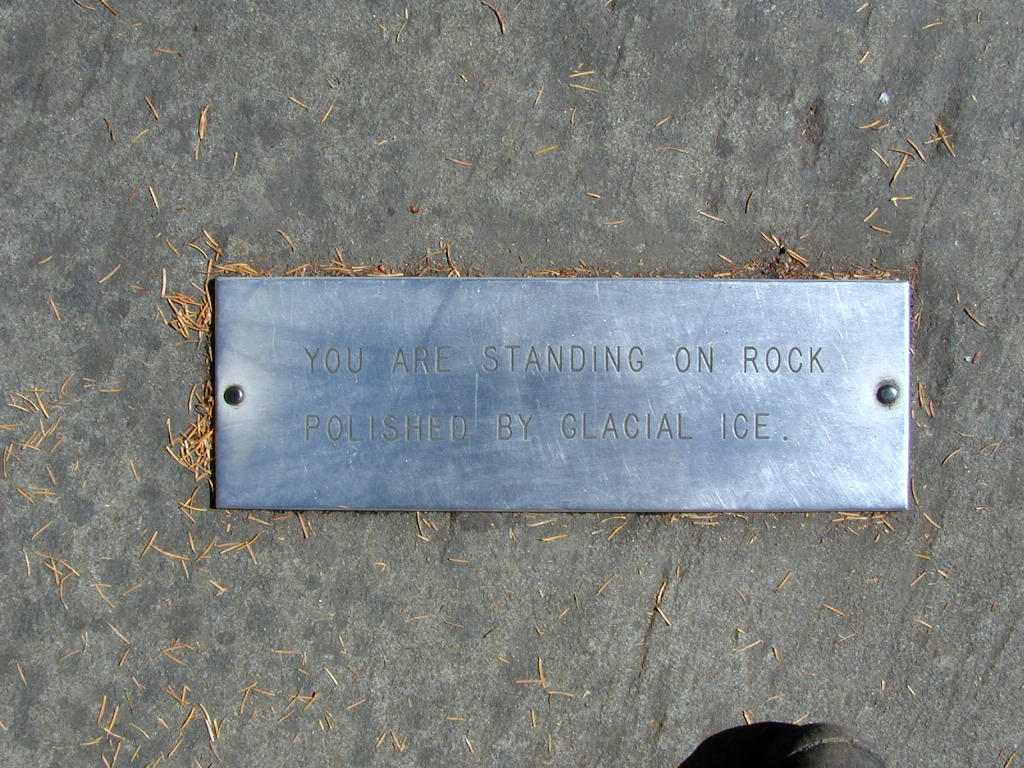 YOU ARE STANDING ON ROCK
POLISHED BY GLACIAL ICE.